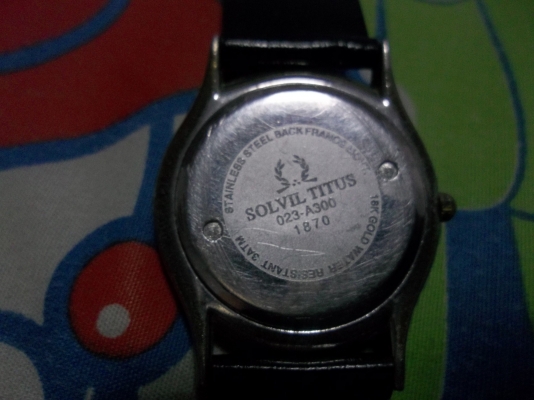 SOLVIL TITUS
023-A300
1870
STAINLESS STEEL BACK FRANCE
18K GOLD WATER RESISTANT 3ATM